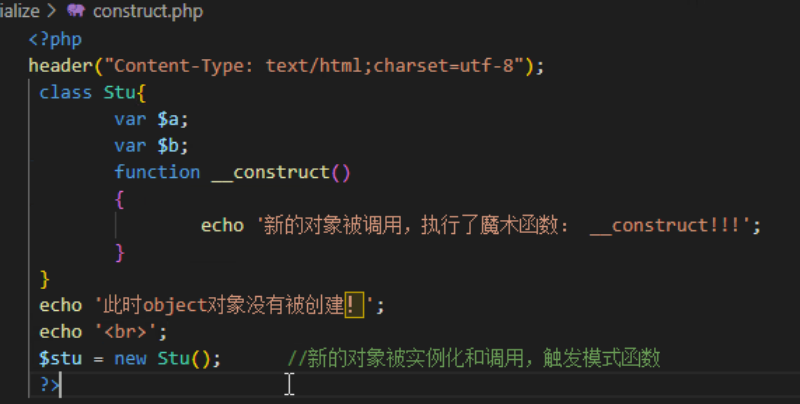 ialize > construct.php
<?php
header("Content-Type: text/html;charset=utf-8");
class Stu{
var $a;
var $b;
function __construct()
{
echo '新的对象被调用，执行了魔术函数： __construct!!!';
}
}
echo '此时object对象没有被创建！';
echo '<br>';
$stu = new Stu(); //新的对象被实例化和调用，触发模式函数
?>